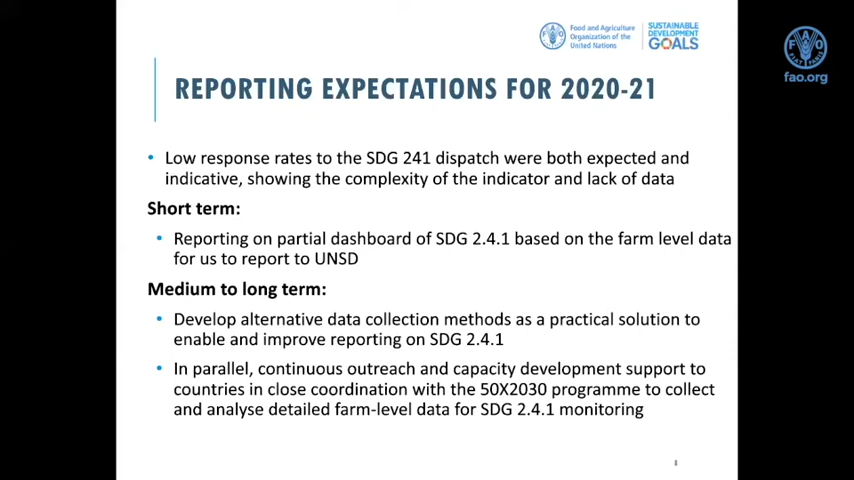 Food and Agriculture
Organization of the
United Nations
SUSTAINABLE
DEVELOPMENT
GOALS
FAO
FIAT PANIS
fao.org
REPORTING EXPECTATIONS FOR 2020-21
• Low response rates to the SDG 241 dispatch were both expected and
indicative, showing the complexity of the indicator and lack of data
Short term:
• Reporting on partial dashboard of SDG 2.4.1 based on the farm level data
for us to report to UNSD
Medium to long term:
• Develop alternative data collection methods as a practical solution to
enable and improve reporting on SDG 2.4.1
• In parallel, continuous outreach and capacity development support to
countries in close coordination with the 50X2030 programme to collect
and analyse detailed farm-level data for SDG 2.4.1 monitoring